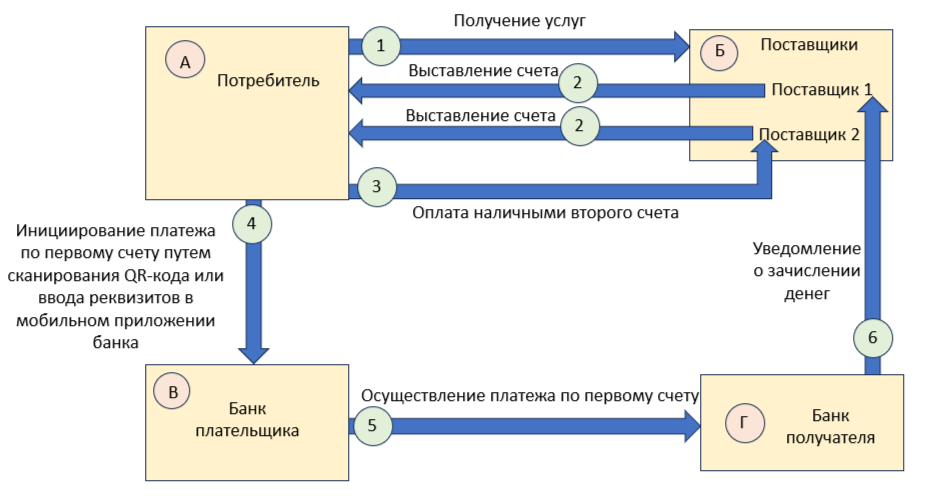 Получение услуг
1
А
Потребитель
Б
Поставщики
Выставление счета
2
Поставщик 1
Выставление счета
2
Поставщик 2
3
Оплата наличными второго счета
4
Инициирование платежа
по первому счету путем
сканирования QR-кода или
ввода реквизитов в
мобильном приложении
банка
Уведомление
о зачислении
денег
6
В
Банк
плательщика
Осуществление платежа по первому счету
5
Г
Банк
получателя